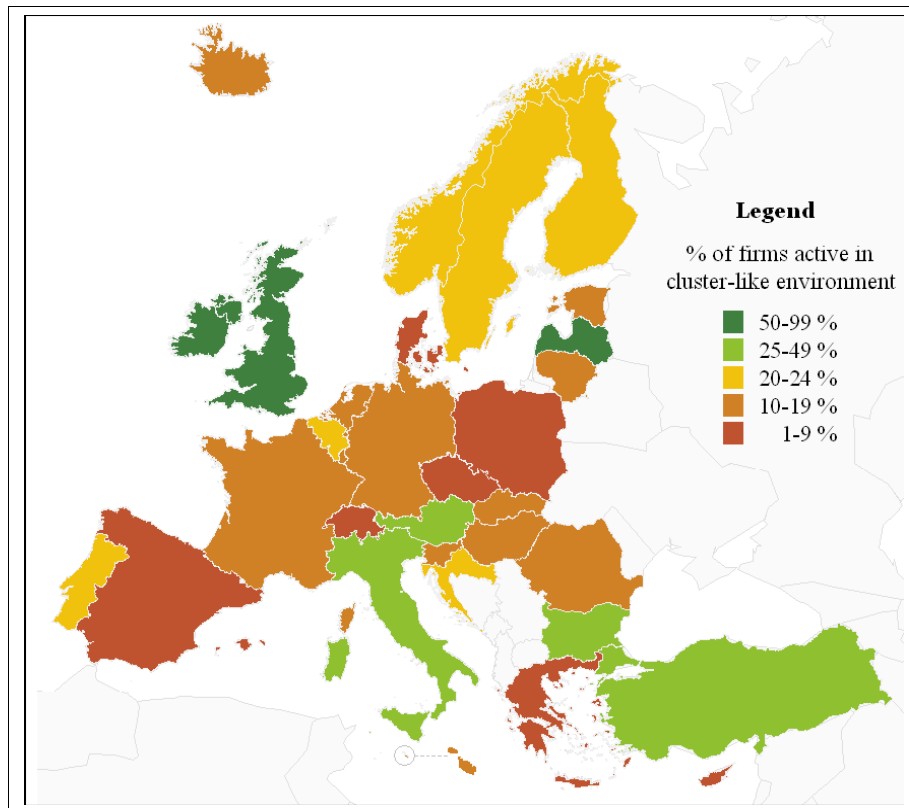 Legend
% of firms active in
cluster-like environment
50-99 %
25-49 %
20-24 %
10-19 %
1-9 %